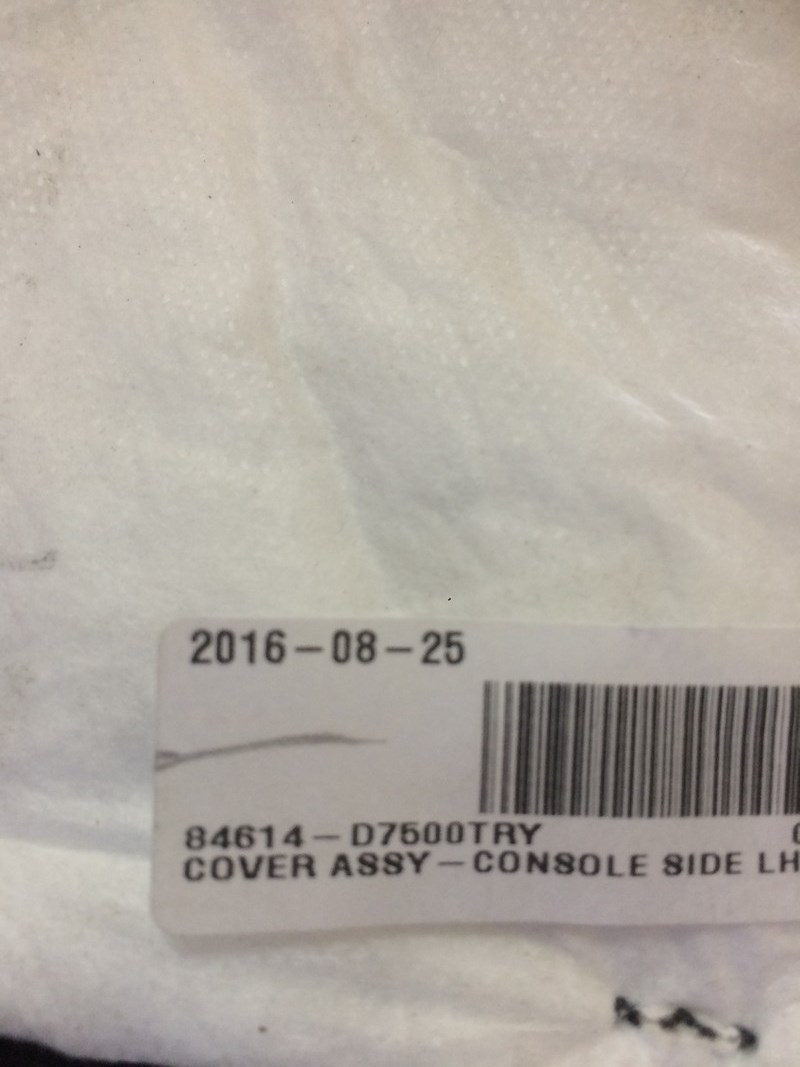 2016-08-25
84614-D7500TRY
COVER ASSY-CONSOLE SIDE LH